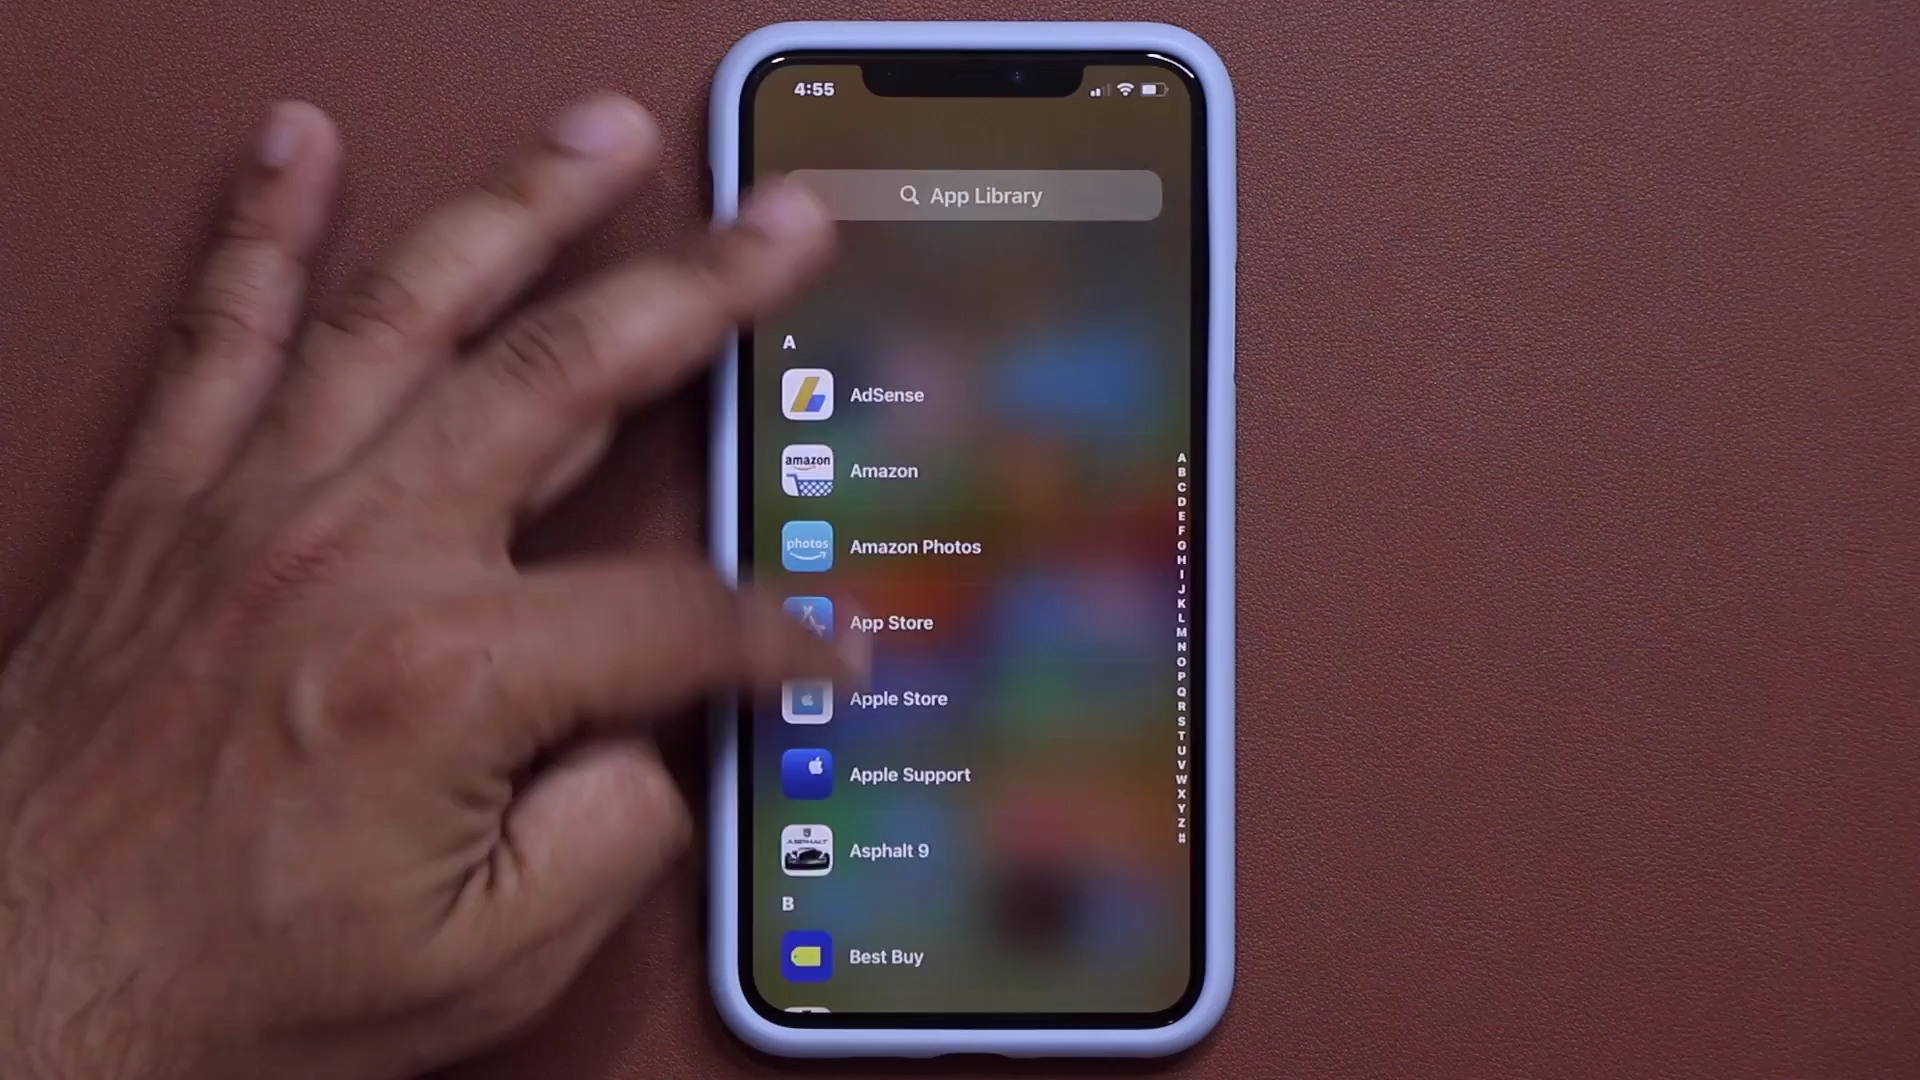 4:55
App Library
A
AdSense
amazon
Amazon
photos
Amazon Photos
App Store
Apple Store
Apple Support
ASPHALT
Asphalt 9
B
Best Buy
A
B
C
D
E
F
G
H
I
J
K
L
M
N
O
P
Q
R
S
T
U
V
W
X
Y
Z
#